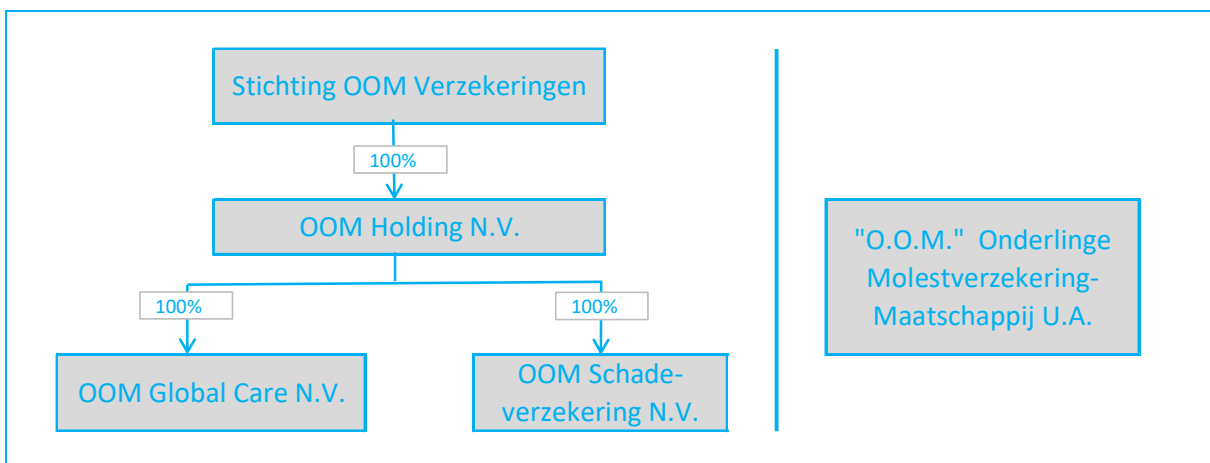 Stichting OOM Verzekeringen
100%
OOM Holding N.V.
100%
100%
OOM Global Care N.V.
OOM Schade-
verzekering N.V.
"O.O.M." Onderlinge
Molestverzekering-
Maatschappij U.A.